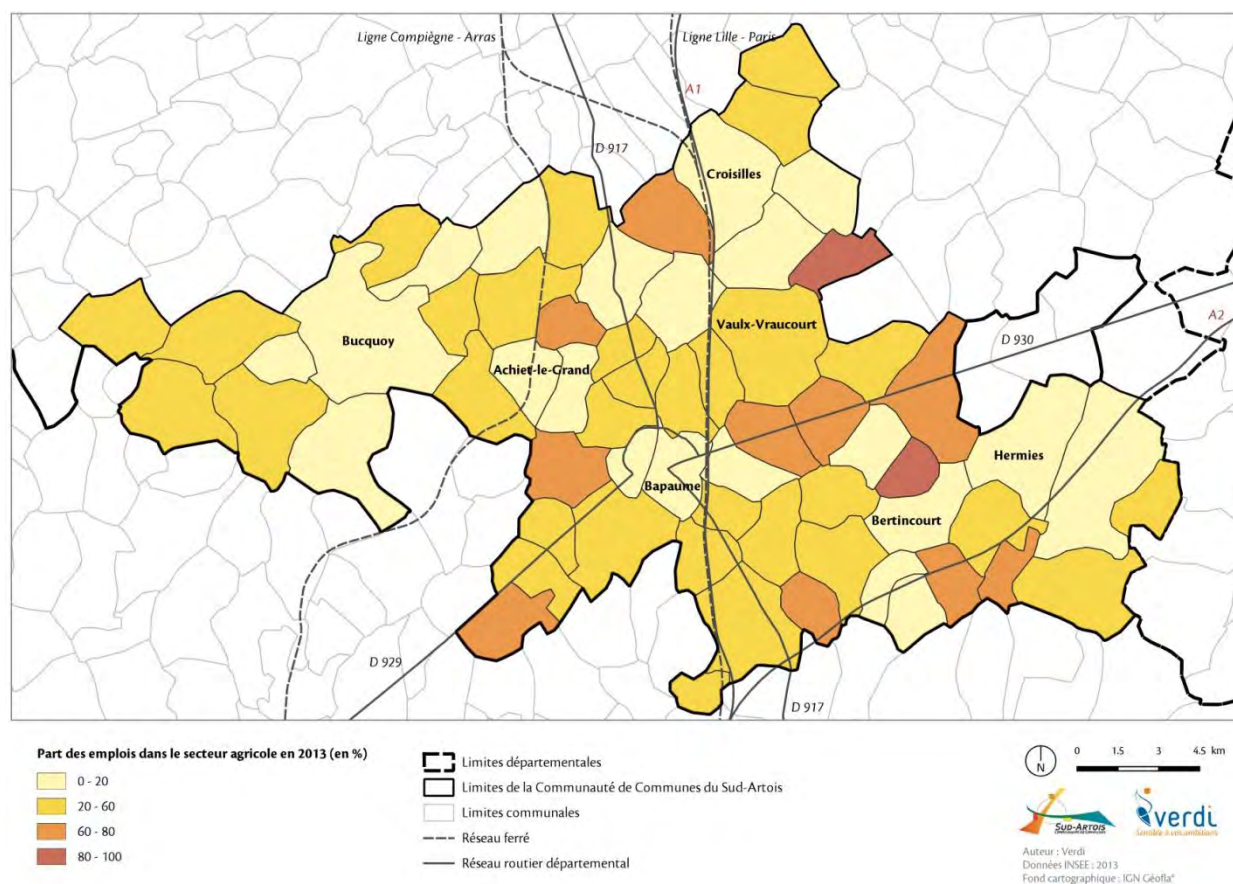 Ligne Compiègne - Arras
Ligne Lille - Paris
A1
D 917
Croisilles
Vaulx-Vraucourt
D 930
A2
Bucquoy
Achiet-le-Grand
Hermies
Bapaume
Bertincourt
D 929
D 917
Part des emplois dans le secteur agricole en 2013 (en %)
0 - 20
20 - 60
60 - 80
80 - 100
Limites départementales
Limites de la Communauté de Communes du Sud-Artois
Limites communales
Réseau ferré
Réseau routier départemental
N
0 1.5 3 4.5 km
SUD-ARTOIS
verdi
Sensible à vos ambitions
Auteur : Verdi
Données INSEE : 2013
Fond cartographique : IGN Géofla®